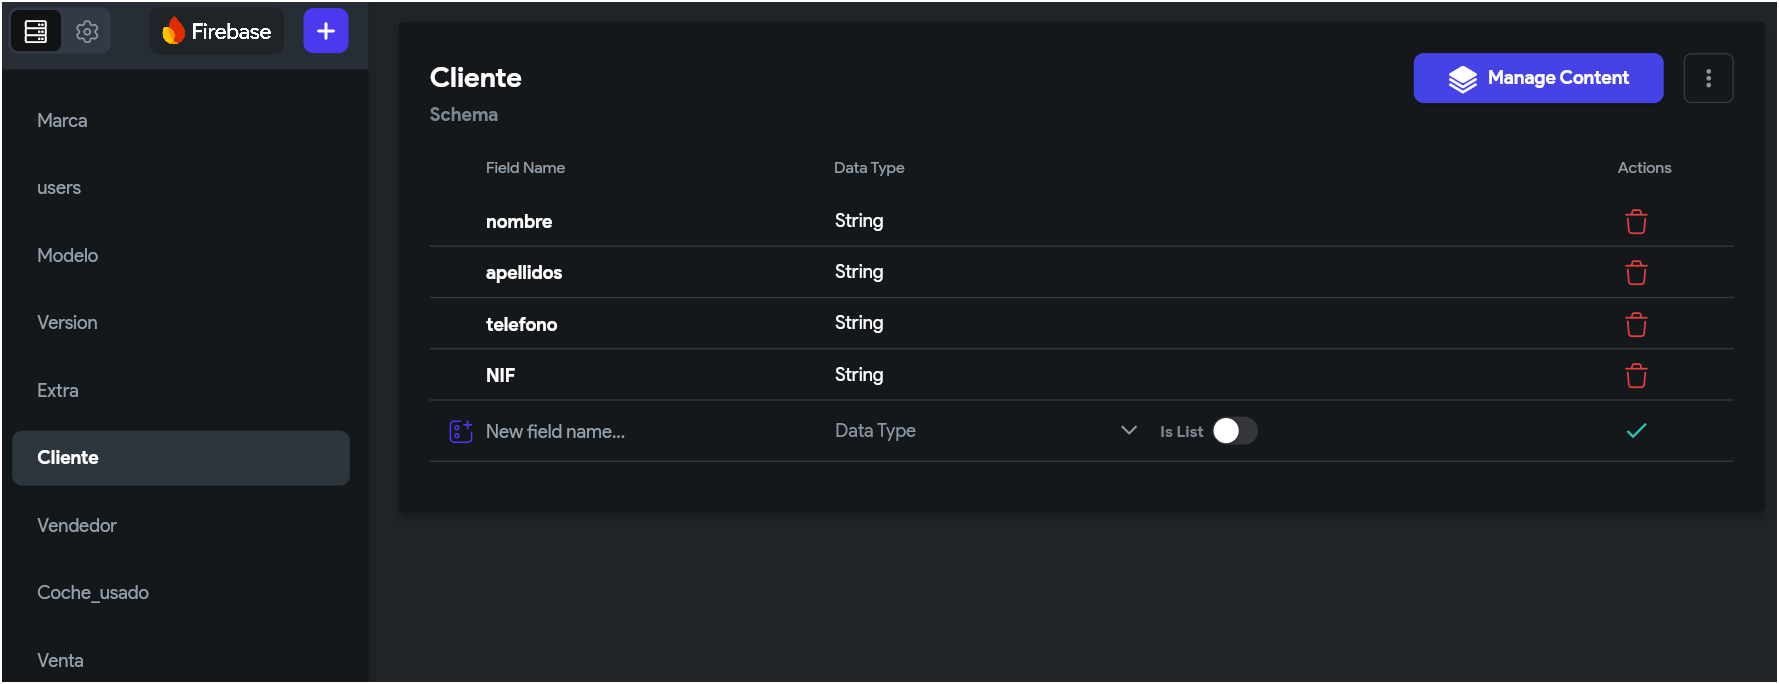 Firebase
Marca
users
Modelo
Version
Extra
Cliente
Vendedor
Coche_usado
Venta
Cliente
Manage Content
Schema
Field Name Data Type Actions
nombre String
apellidos String
telefono String
NIF String
New field name... Data Type Is List